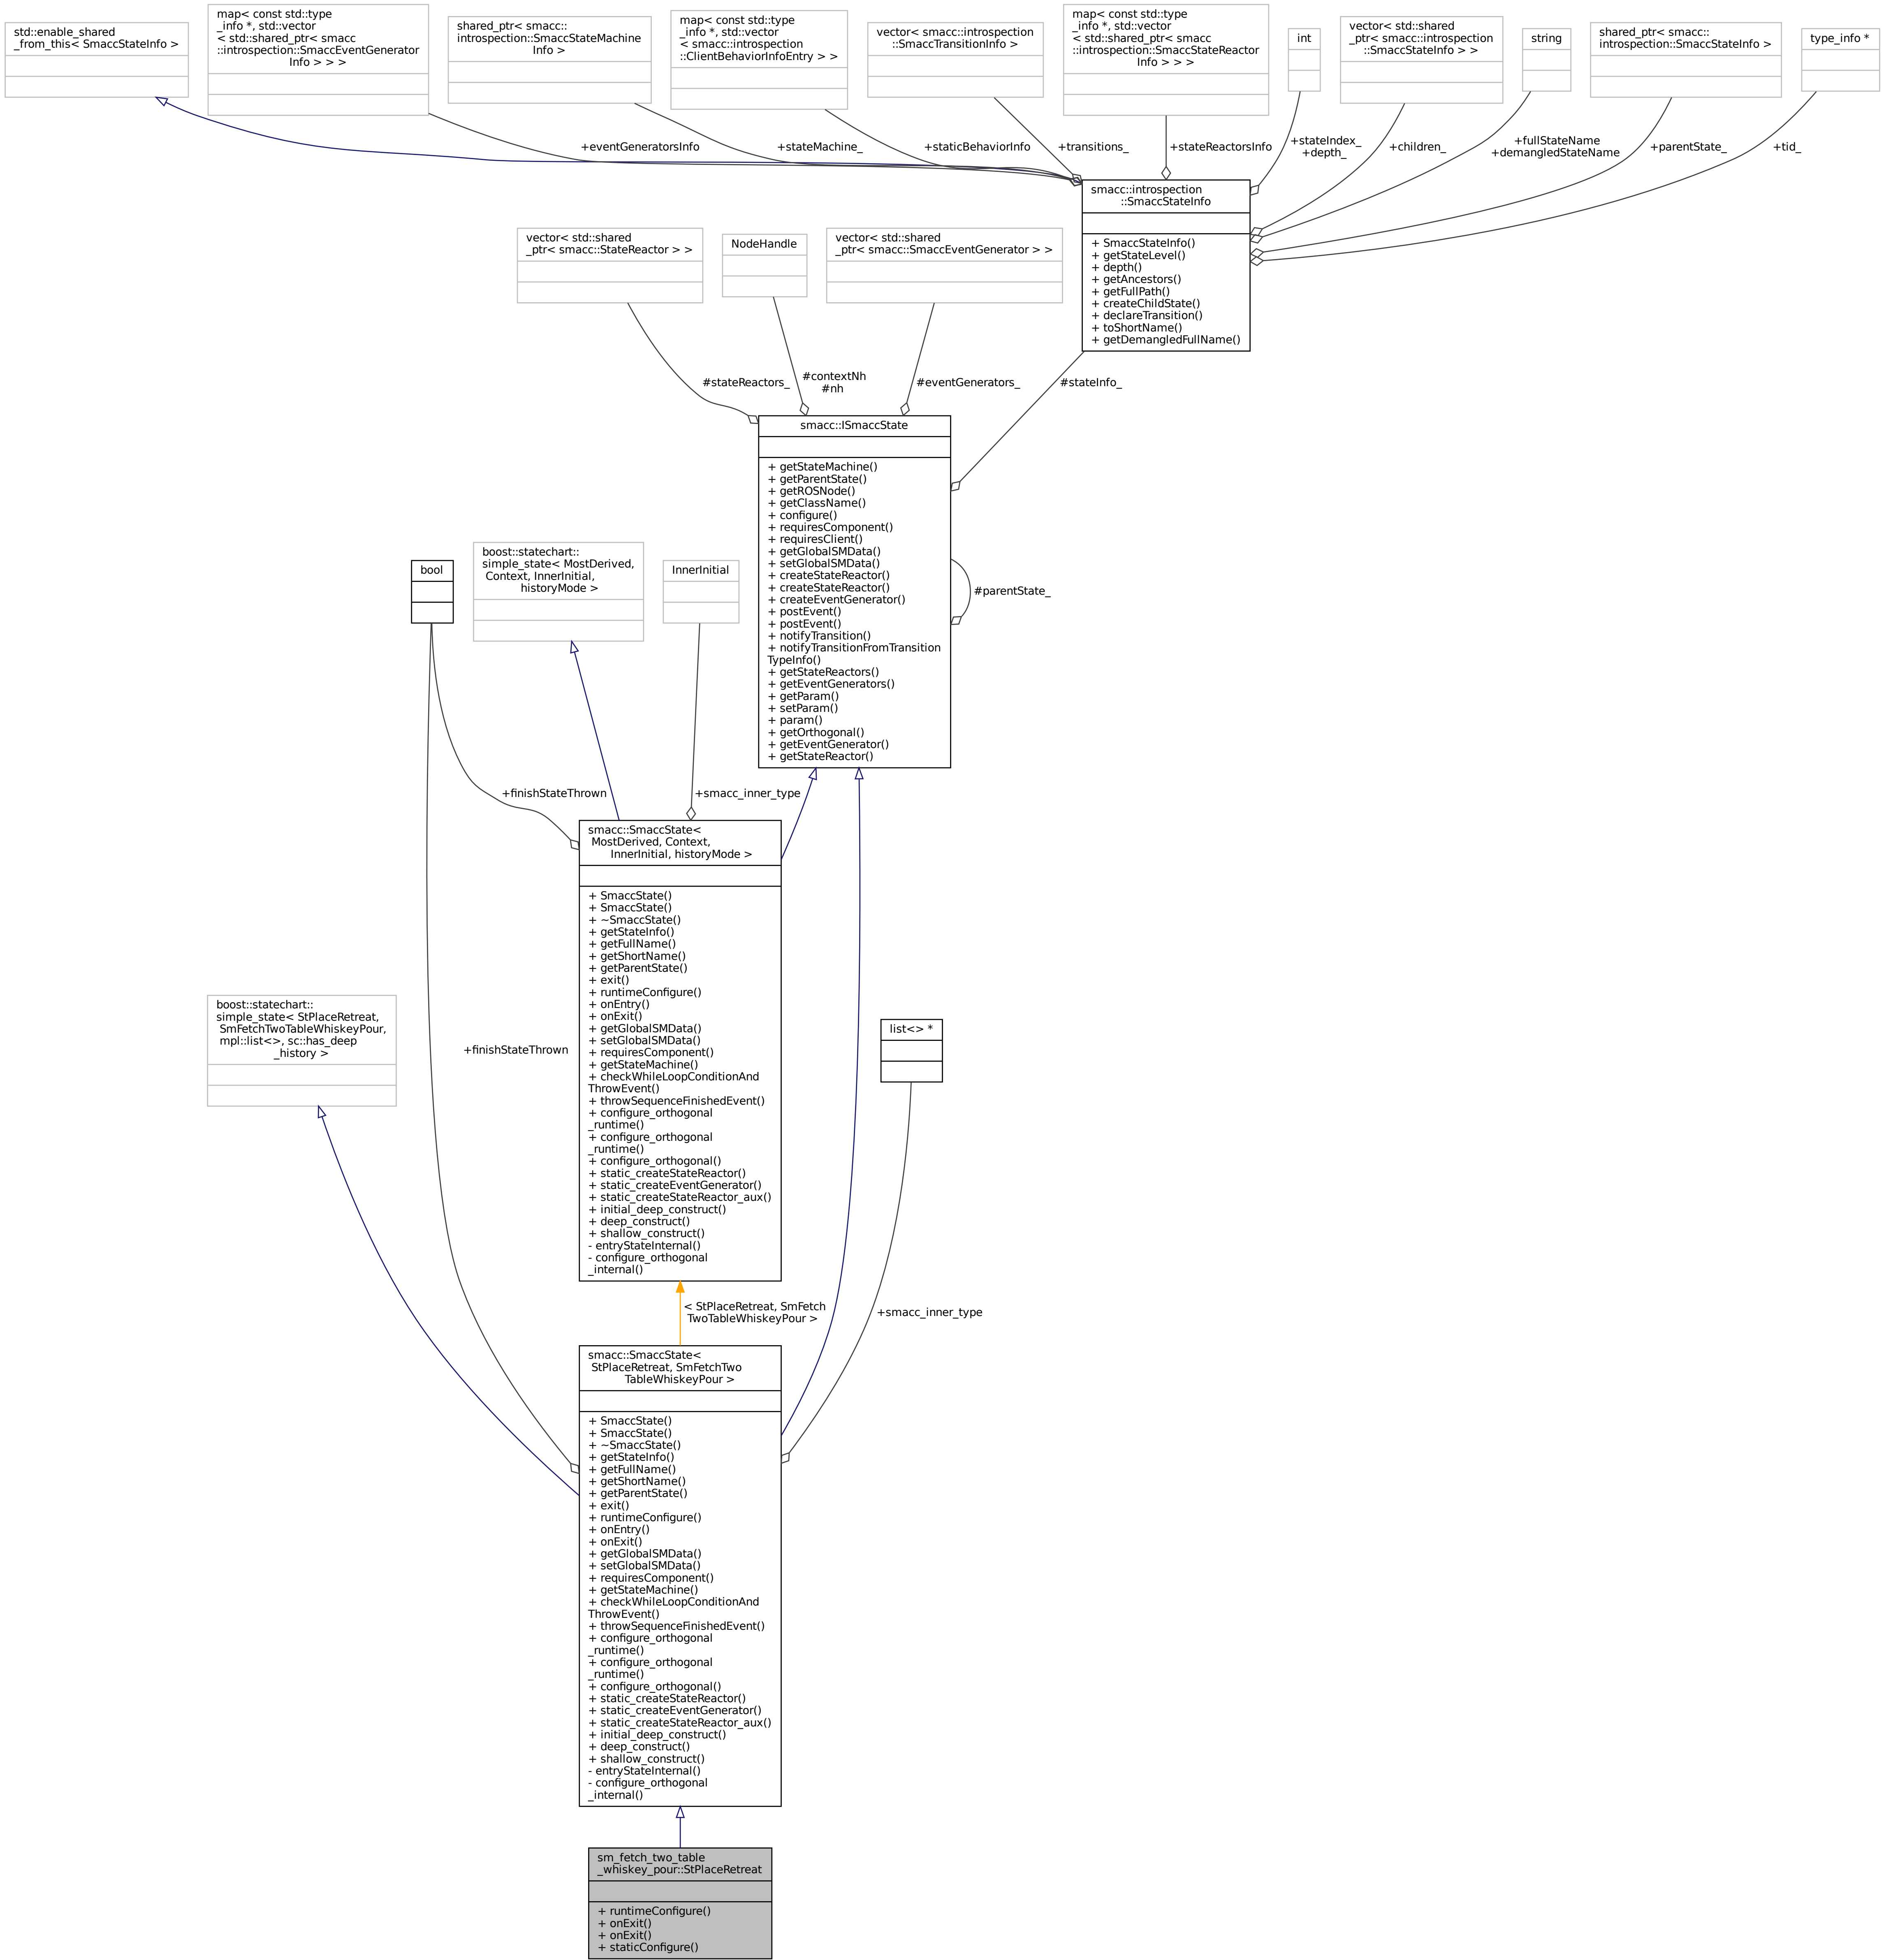 std::enable_shared
_from_this< SmaccStateInfo >
map< const std::type
_info *, std::vector
< std::shared_ptr< smacc
::introspection::SmaccEventGenerator
Info > > >
shared_ptr< smacc::
introspection::SmaccStateMachine
Info >
map< const std::type
_info *, std::vector
< smacc::introspection
::ClientBehaviorInfoEntry > >
vector< smacc::introspection
::SmaccTransitionInfo >
map< const std::type
_info *, std::vector
< std::shared_ptr< smacc
::introspection::SmaccStateReactor
Info > > >
int
vector< std::shared
_ptr< smacc::introspection
::SmaccStateInfo > >
string
shared_ptr< smacc::
introspection::SmaccStateInfo >
type_info *
+eventGeneratorsInfo
+stateMachine_
+staticBehaviorInfo
+transitions_
+stateReactorsInfo
+stateIndex_
+depth_
+children_
+fullStateName
+demangledStateName
+parentState_
+tid_
smacc::introspection
::SmaccStateInfo
+ SmaccStateInfo()
+ getStateLevel()
+ depth()
+ getAncestors()
+ getFullPath()
+ createChildState()
+ declareTransition()
+ toShortName()
+ getDemangledFullName()
vector< std::shared
_ptr< smacc::StateReactor > >
NodeHandle
vector< std::shared
_ptr< smacc::SmaccEventGenerator > >
#stateReactors_
#contextNh
#nh
#eventGenerators_
#stateInfo_
smacc::ISmaccState
+ getStateMachine()
+ getParentState()
+ getROSNode()
+ getClassName()
+ configure()
+ requiresComponent()
+ requiresClient()
+ getGlobalSMData()
+ setGlobalSMData()
+ createStateReactor()
+ createStateReactor()
+ createEventGenerator()
+ postEvent()
+ postEvent()
+ notifyTransition()
+ notifyTransitionFromTransition
TypeInfo()
+ getStateReactors()
+ getEventGenerators()
+ getParam()
+ setParam()
+ param()
+ getOrthogonal()
+ getEventGenerator()
+ getStateReactor()
#parentState_
bool
boost::statechart::
simple_state< MostDerived,
Context, InnerInitial,
historyMode >
InnerInitial
+finishStateThrown
+smacc_inner_type
smacc::SmaccState<
MostDerived, Context,
InnerInitial, historyMode >
+ SmaccState()
+ SmaccState()
+ ~SmaccState()
+ getStateInfo()
+ getFullName()
+ getShortName()
+ getParentState()
+ exit()
+ runtimeConfigure()
+ onEntry()
+ onExit()
+ getGlobalSMData()
+ setGlobalSMData()
+ requiresComponent()
+ getStateMachine()
+ checkWhileLoopConditionAnd
ThrowEvent()
+ throwSequenceFinishedEvent()
+ configure_orthogonal
_runtime()
+ configure_orthogonal
_runtime()
+ configure_orthogonal()
+ static_createStateReactor()
+ static_createEventGenerator()
+ static_createStateReactor_aux()
+ initial_deep_construct()
+ deep_construct()
+ shallow_construct()
- entryStateInternal()
- configure_orthogonal
_internal()
boost::statechart::
simple_state< StPlaceRetreat,
SmFetchTwoTableWhiskeyPour,
mpl::list<>, sc::has_deep
_history >
+finishStateThrown
list<> *
< StPlaceRetreat, SmFetch
TwoTableWhiskeyPour >
+smacc_inner_type
smacc::SmaccState<
StPlaceRetreat, SmFetchTwo
TableWhiskeyPour >
+ SmaccState()
+ SmaccState()
+ ~SmaccState()
+ getStateInfo()
+ getFullName()
+ getShortName()
+ getParentState()
+ exit()
+ runtimeConfigure()
+ onEntry()
+ onExit()
+ getGlobalSMData()
+ setGlobalSMData()
+ requiresComponent()
+ getStateMachine()
+ checkWhileLoopConditionAnd
ThrowEvent()
+ throwSequenceFinishedEvent()
+ configure_orthogonal
_runtime()
+ configure_orthogonal
_runtime()
+ configure_orthogonal()
+ static_createStateReactor()
+ static_createEventGenerator()
+ static_createStateReactor_aux()
+ initial_deep_construct()
+ deep_construct()
+ shallow_construct()
- entryStateInternal()
- configure_orthogonal
_internal()
sm_fetch_two_table
_whiskey_pour::StPlaceRetreat
+ runtimeConfigure()
+ onExit()
+ onExit()
+ staticConfigure()